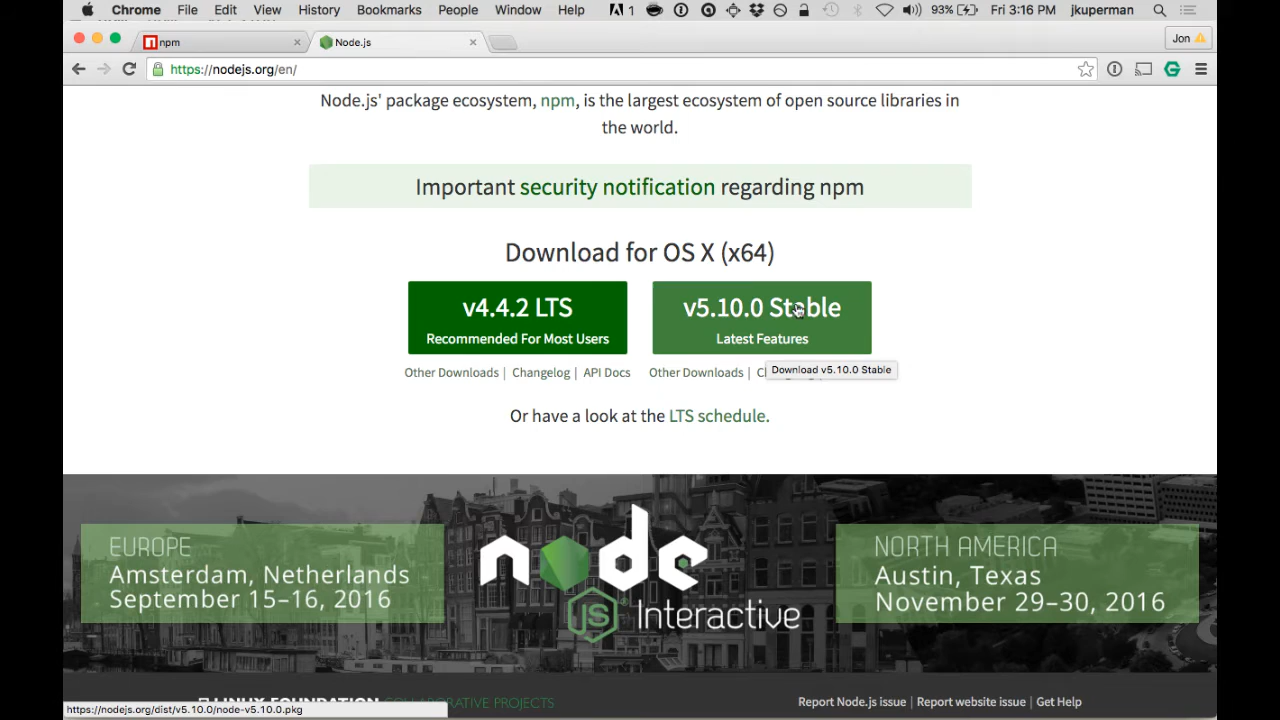 Chrome File Edit View History Bookmarks People Window Help 1 93% Fri 3:16 PM jkuperman
npm
Node.js
Jon
https://nodejs.org/en/
Node.js' package ecosystem, npm, is the largest ecosystem of open source libraries in
the world.
Important security notification regarding npm
Download for OS X (x64)
v4.4.2 LTS
Recommended For Most Users
v5.10.0 Stable
Latest Features
Download v5.10.0 Stable
Other Downloads | Changelog | API Docs
Other Downloads |
Or have a look at the LTS schedule.
EUROPE
Amsterdam, Netherlands
September 15–16, 2016
node
JS Interactive
NORTH AMERICA
Austin, Texas
November 29–30, 2016
LINUX FOUNDATION COLLABORATIVE PROJECTS
Report Node.js issue | Report website issue | Get Help
https://nodejs.org/dist/v5.10.0/node-v5.10.0.pkg